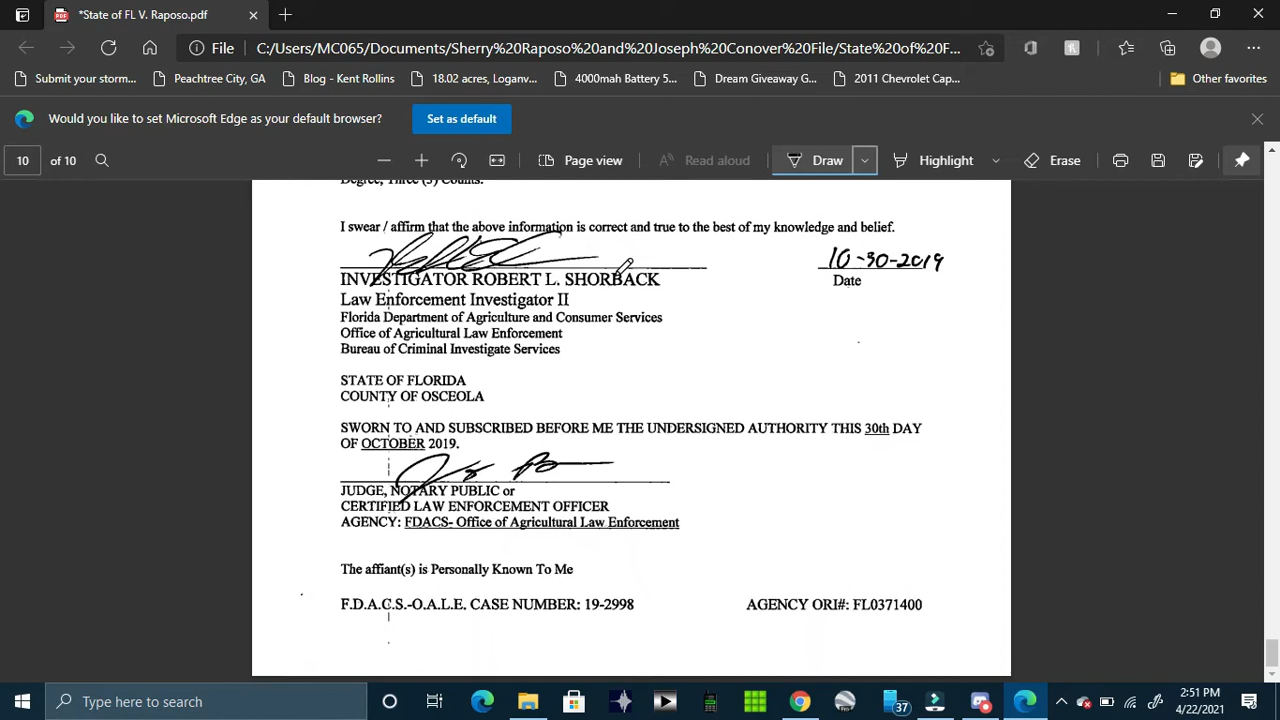 *State of FL V. Raposo.pdf
File C:/Users/MC065/Documents/Sherry%20Raposo%20and%20Joseph%20Conover%20File/State%20of%20F...
Submit your storm... Peachtree City, GA Blog - Kent Rollins 18.02 acres, Loganv... 4000mah Battery 5... Dream Giveaway G... 2011 Chevrolet Cap... Other favorites
Would you like to set Microsoft Edge as your default browser? Set as default
10 of 10 Page view Read aloud Draw Highlight Erase
Degree, Three (3) Counts.
I swear / affirm that the above information is correct and true to the best of my knowledge and belief.
10-30-2019
INVESTIGATOR ROBERT L. SHORBACK Date
Law Enforcement Investigator II
Florida Department of Agriculture and Consumer Services
Office of Agricultural Law Enforcement
Bureau of Criminal Investigate Services
STATE OF FLORIDA
COUNTY OF OSCEOLA
SWORN TO AND SUBSCRIBED BEFORE ME THE UNDERSIGNED AUTHORITY THIS 30th DAY
OF OCTOBER 2019.
JUDGE, NOTARY PUBLIC or
CERTIFIED LAW ENFORCEMENT OFFICER
AGENCY: FDACS- Office of Agricultural Law Enforcement
The affiant(s) is Personally Known To Me
F.D.A.C.S.-O.A.L.E. CASE NUMBER: 19-2998 AGENCY ORI#: FL0371400
Type here to search 37 2:51 PM
4/22/2021